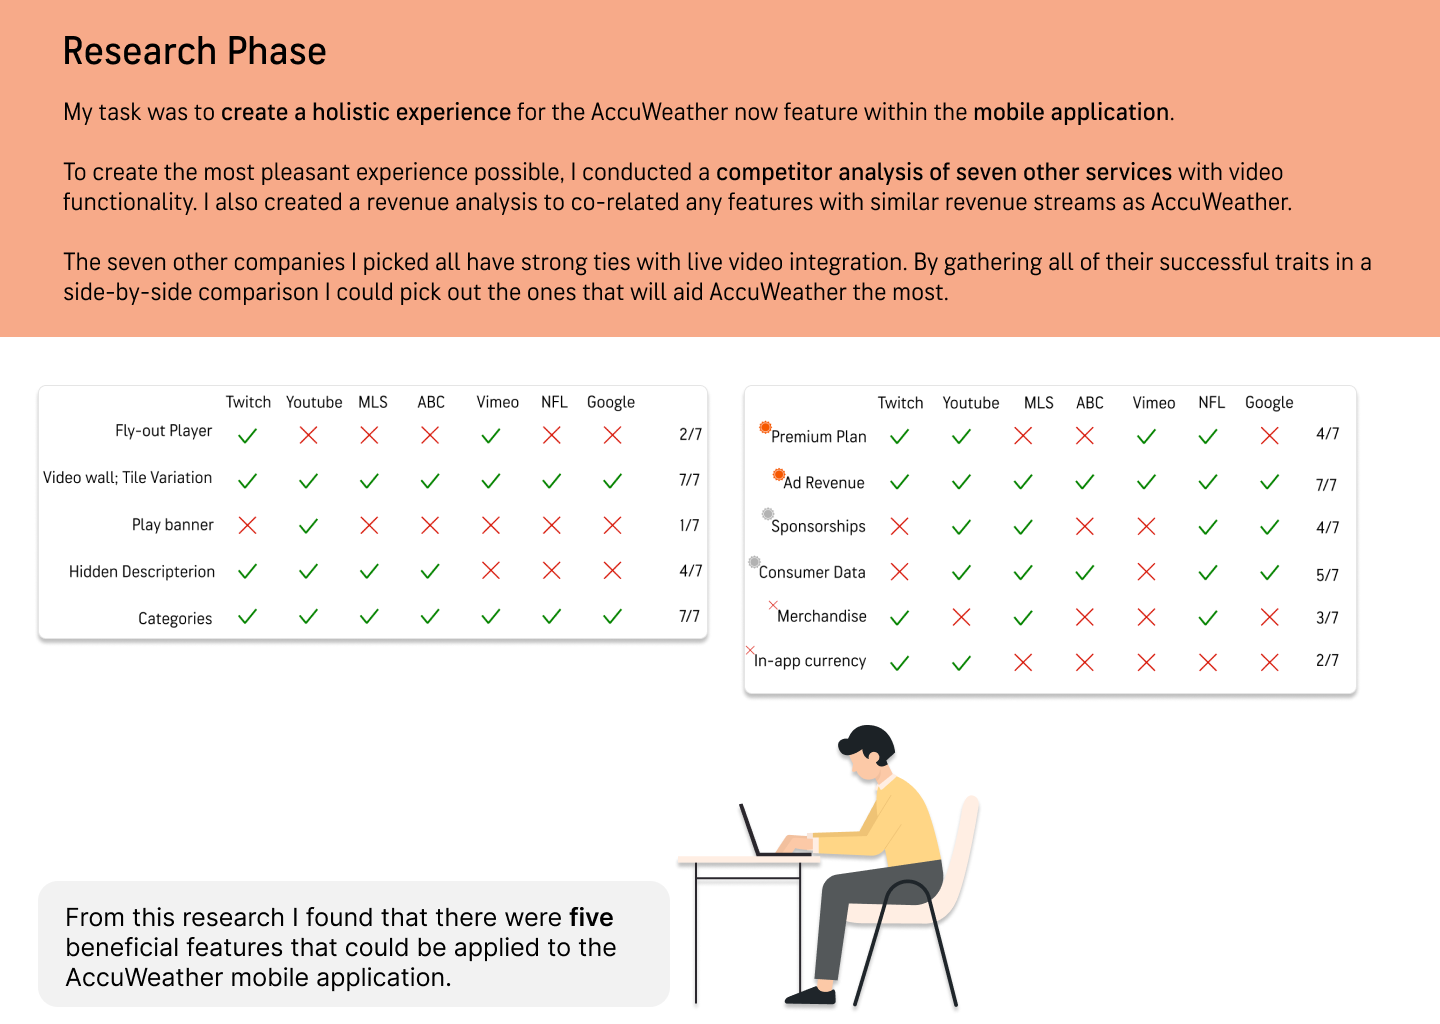 Research Phase
My task was to create a holistic experience for the AccuWeather now feature within the mobile application.
To create the most pleasant experience possible, I conducted a competitor analysis of seven other services with video
functionality. I also created a revenue analysis to co-related any features with similar revenue streams as AccuWeather.
The seven other companies I picked all have strong ties with live video integration. By gathering all of their successful traits in a
side-by-side comparison I could pick out the ones that will aid AccuWeather the most.
Twitch Youtube MLS ABC Vimeo NFL Google
Fly-out Player 2/7
Video wall; Tile Variation 7/7
Play banner 1/7
Hidden Descripterion 4/7
Categories 7/7
Twitch Youtube MLS ABC Vimeo NFL Google
Premium Plan 4/7
Ad Revenue 7/7
Sponsorships 4/7
Consumer Data 5/7
Merchandise 3/7
In-app currency 2/7
From this research I found that there were five
beneficial features that could be applied to the
AccuWeather mobile application.